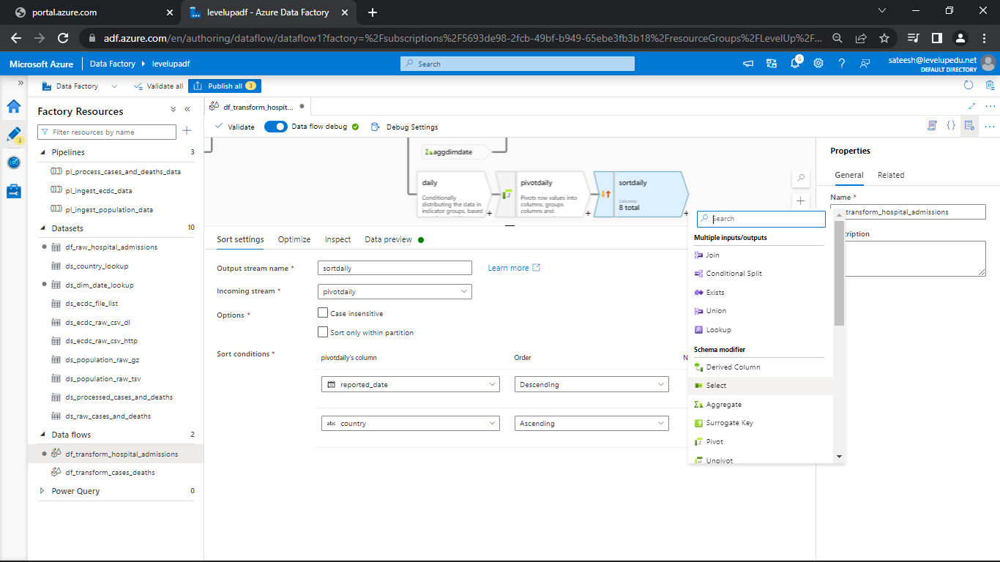 portal.azure.com
levelupadf - Azure Data Factory
adf.azure.com/en/authoring/dataflow/dataflow1?factory=%2Fsubscriptions%2F5693de98-2fcb-49bf-b949-65ebe3fb3b18%2FresourceGroups%2FLevelUp%2F...
Microsoft Azure
Data Factory
levelupadf
Search
6
sateesh@levelupedu.net
DEFAULT DIRECTORY
Data Factory
Validate all
Publish all
3
3
Factory Resources
Filter resources by name
Pipelines 3
pl_process_cases_and_deaths_data
pl_ingest_ecdc_data
pl_ingest_population_data
Datasets 10
df_raw_hospital_admissions
ds_country_lookup
ds_dim_date_lookup
ds_ecdc_file_list
ds_ecdc_raw_csv_dl
ds_ecdc_raw_csv_http
ds_population_raw_gz
ds_population_raw_tsv
ds_processed_cases_and_deaths
ds_raw_cases_and_deaths
Data flows 2
df_transform_hospital_admissions
df_transform_cases_deaths
Power Query 0
df_transform_hospit...
Validate
Data flow debug
Debug Settings
aggdimdate
daily
Conditionally
distributing the data in
indicator groups, based
pivotdaily
Pivots row values into
columns, groups
columns and
sortdaily
Columns:
8 total
Sort settings
Optimize
Inspect
Data preview
Output stream name *
sortdaily
Learn more
Incoming stream *
pivotdaily
Options *
Case insensitive
Sort only within partition
Sort conditions *
pivotdaily's column
Order
N
reported_date
Descending
abc country
Ascending
Search
Multiple inputs/outputs
Join
Conditional Split
Exists
Union
Lookup
Schema modifier
Derived Column
Select
Aggregate
Surrogate Key
Pivot
Unpivot
Properties
General
Related
Name *
transform_hospital_admissions
cription